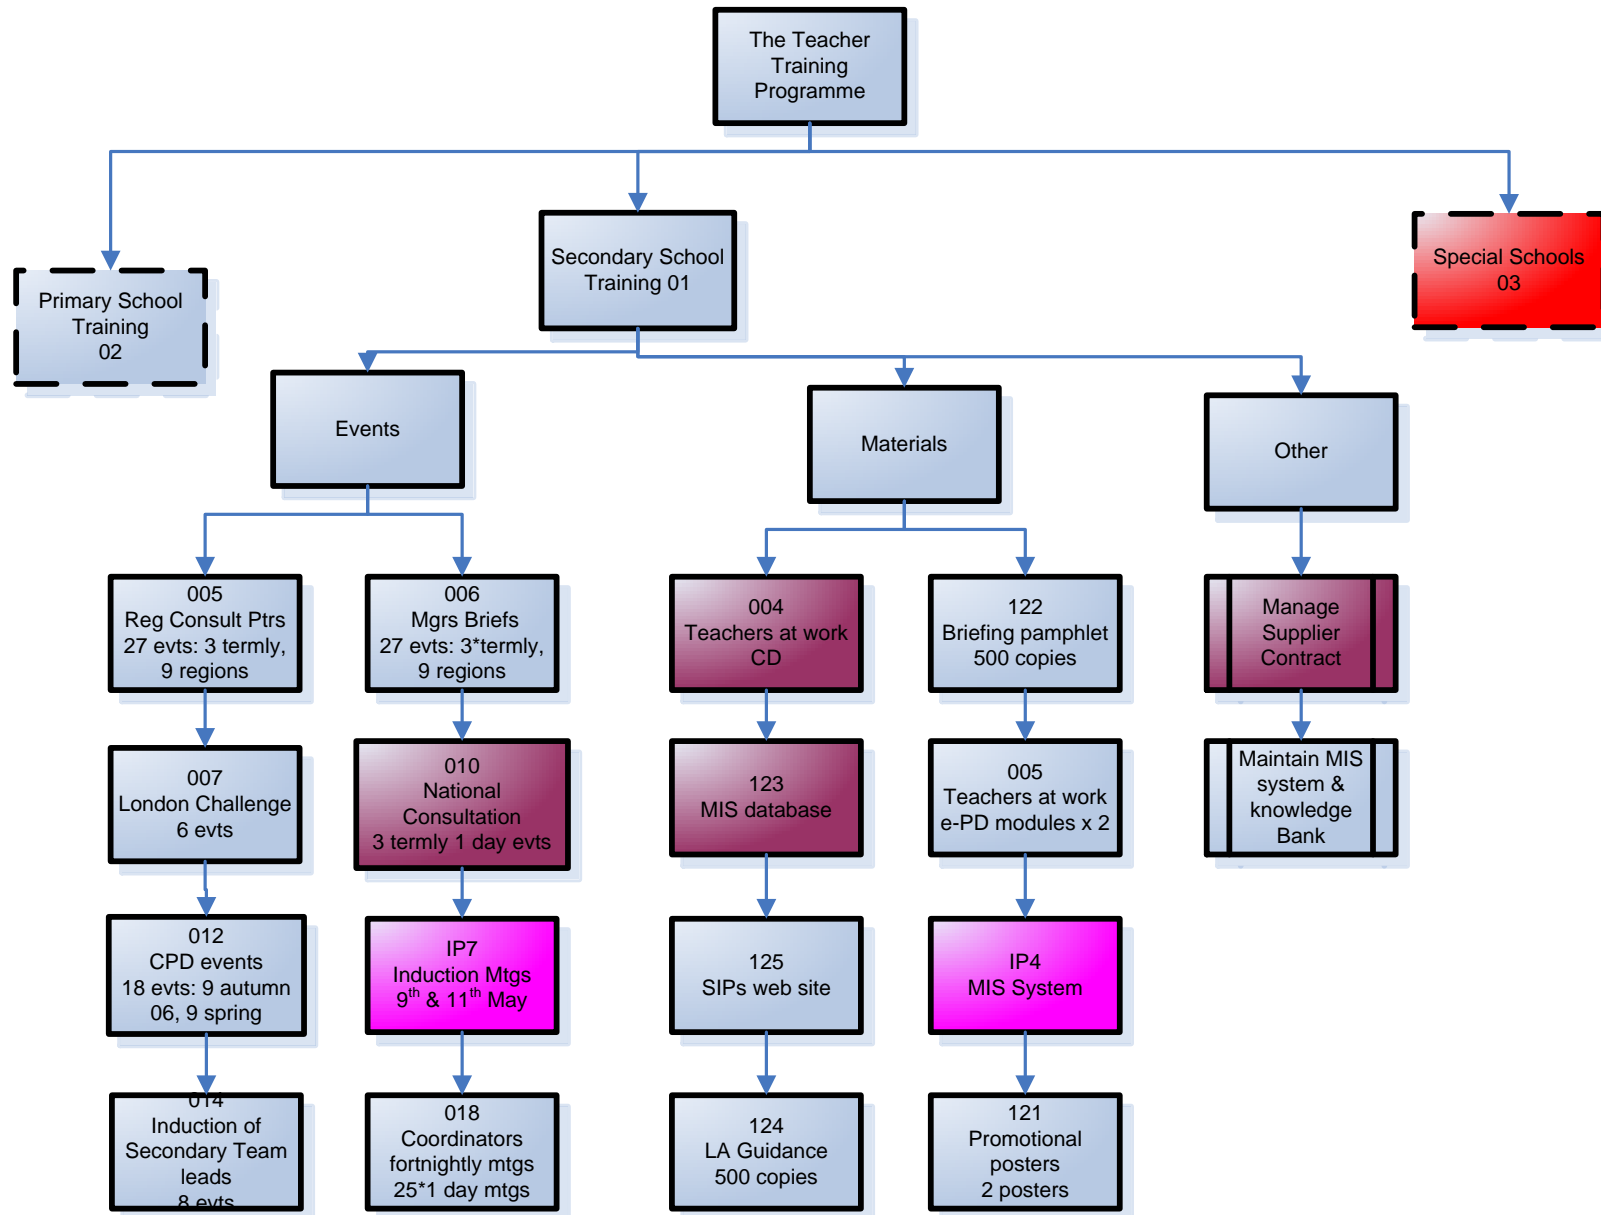 The Teacher
Training
Programme
Primary School
Training
02
Secondary School
Training 01
Special Schools
03
Events
Materials
Other
005
Reg Consult Ptrs
27 evts: 3 termly,
9 regions
006
Mgrs Briefs
27 evts: 3*termly,
9 regions
004
Teachers at work
CD
122
Briefing pamphlet
500 copies
Manage
Supplier
Contract
007
London Challenge
6 evts
010
National
Consultation
3 termly 1 day evts
123
MIS database
005
Teachers at work
e-PD modules x 2
Maintain MIS
system &
knowledge
Bank
012
CPD events
18 evts: 9 autumn
06, 9 spring
IP7
Induction Mtgs
9th & 11th May
125
SIPs web site
IP4
MIS System
014
Induction of
Secondary Team
leads
8 evts
018
Coordinators
fortnightly mtgs
25*1 day mtgs
124
LA Guidance
500 copies
121
Promotional
posters
2 posters